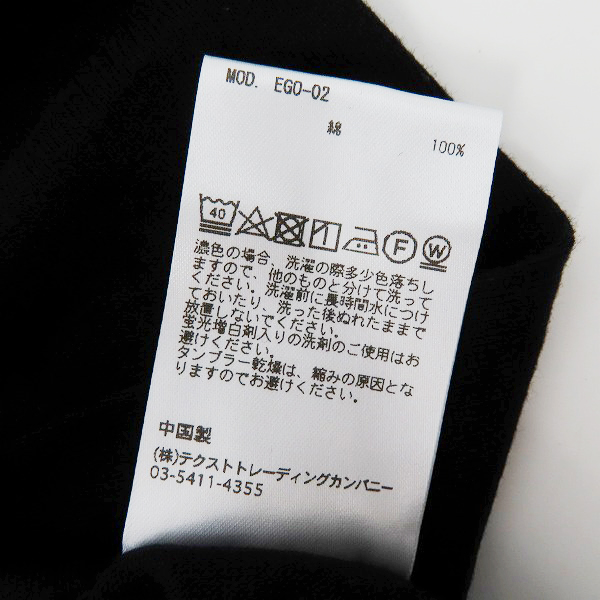 MOD. EGO-02
綿
100%
40
F
W
濃色の場合、洗濯の際多少色落ちし
ますので、他のものと分けて洗って
ください。洗濯前に長時間水につけ
ておいたり、洗った後ぬれたままで
放置しないでください。
蛍光増白剤入りの洗剤のご使用はお
避けください。
タンブラー乾燥は、縮みの原因とな
りますのでお避けください。
中国製
(株)テクストトレーディングカンパニー
03-5411-4355